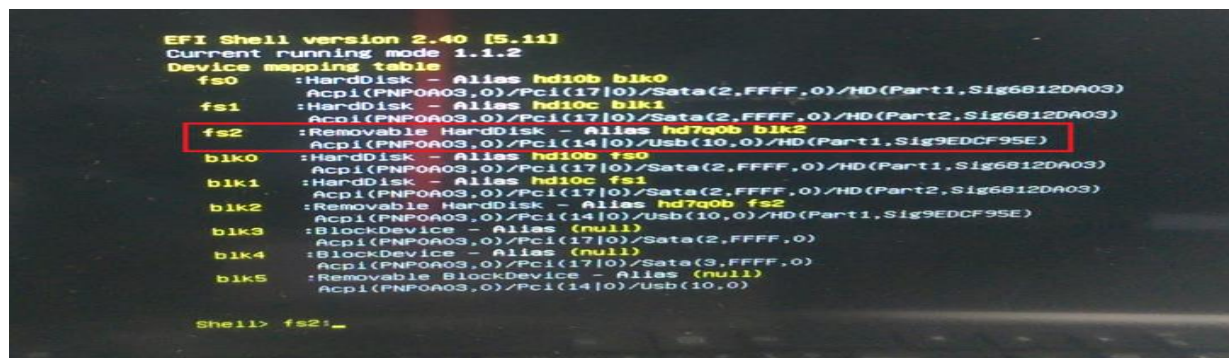 EFI Shell version 2.40 [5.11]
Current running mode 1.1.2
Device mapping table
fs0 :HardDisk - Alias hd10b blk0
Acpi(PNP0A03,0)/Pci(17|0)/Sata(2,FFFF,0)/HD(Part1,Sig6812DA03)
fs1 :HardDisk - Alias hd10c blk1
Acpi(PNP0A03,0)/Pci(17|0)/Sata(2,FFFF,0)/HD(Part2,Sig6812DA03)
fs2 :Removable HardDisk - Alias hd7q0b blk2
Acpi(PNP0A03,0)/Pci(14|0)/Usb(10,0)/HD(Part1,Sig9EDCF95E)
blk0 :HardDisk - Alias hd10b fs0
Acpi(PNP0A03,0)/Pci(17|0)/Sata(2,FFFF,0)/HD(Part1,Sig6812DA03)
blk1 :HardDisk - Alias hd10c fs1
Acpi(PNP0A03,0)/Pci(17|0)/Sata(2,FFFF,0)/HD(Part2,Sig6812DA03)
blk2 :Removable HardDisk - Alias hd7q0b fs2
Acpi(PNP0A03,0)/Pci(14|0)/Usb(10,0)/HD(Part1,Sig9EDCF95E)
blk3 :BlockDevice - Alias (null)
Acpi(PNP0A03,0)/Pci(17|0)/Sata(2,FFFF,0)
blk4 :BlockDevice - Alias (null)
Acpi(PNP0A03,0)/Pci(17|0)/Sata(3,FFFF,0)
blk5 :Removable BlockDevice - Alias (null)
Acpi(PNP0A03,0)/Pci(14|0)/Usb(10,0)
Shell> fs2:_